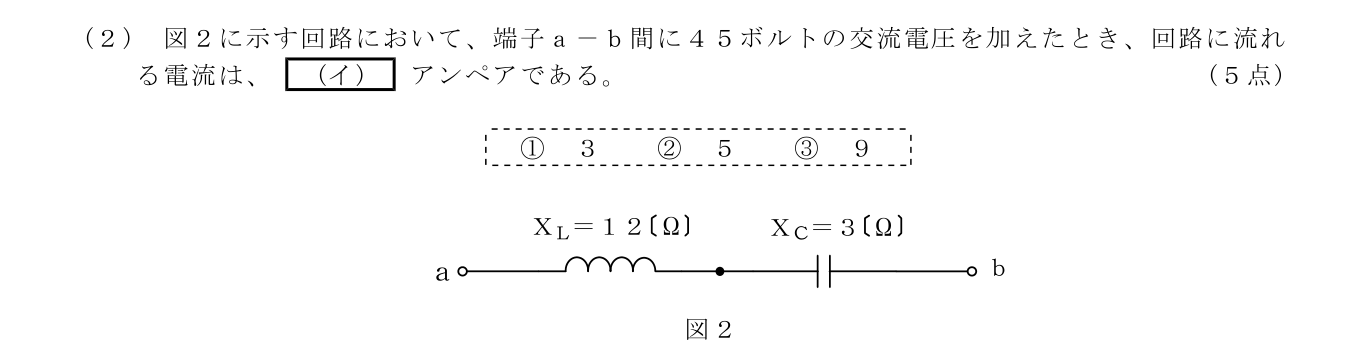 (２) 図２に示す回路において、端子ａ－ｂ間に４５ボルトの交流電圧を加えたとき、回路に流れ
る電流は、 (イ) アンペアである。 (５点)
① ３ ② ５ ③ ９
XL＝１２〔Ω〕 XC＝３〔Ω〕
a b
図２